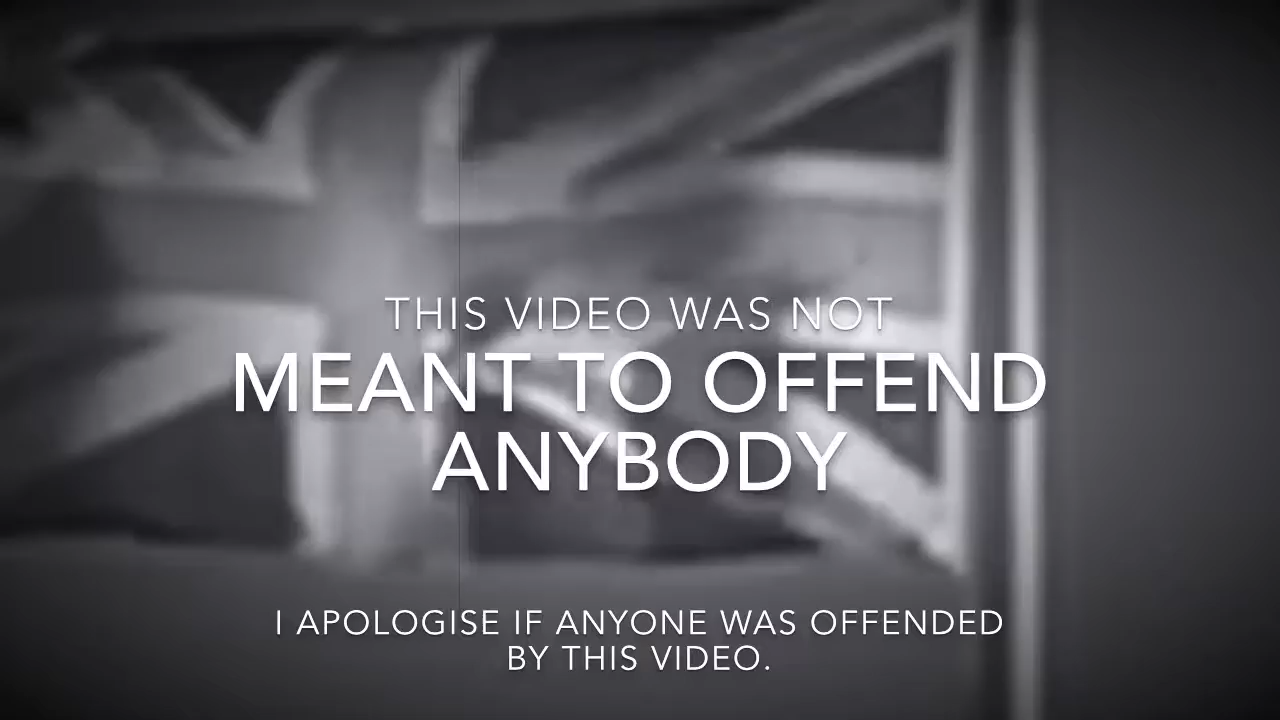 THIS VIDEO WAS NOT
MEANT TO OFFEND
ANYBODY
I APOLOGISE IF ANYONE WAS OFFENDED
BY THIS VIDEO.